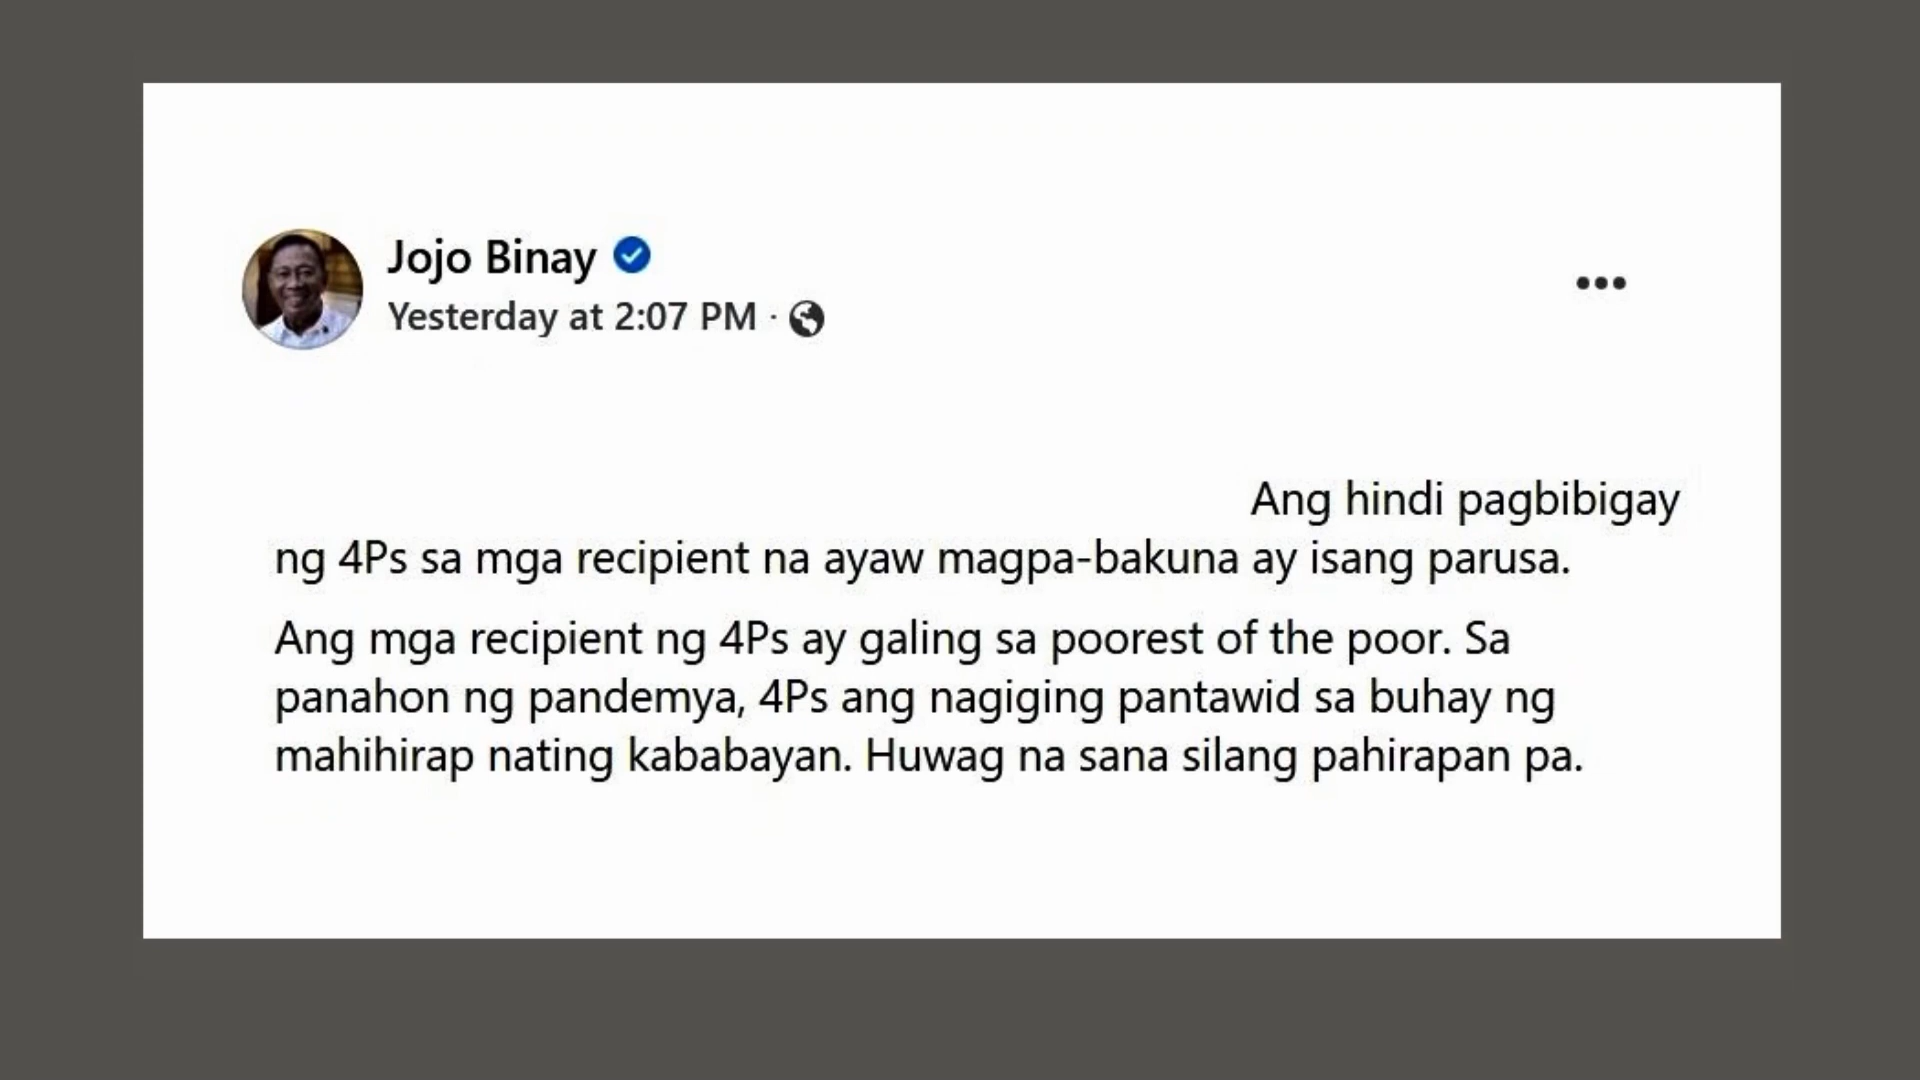 Jojo Binay
Yesterday at 2:07 PM ·
Ang hindi pagbibigay
ng 4Ps sa mga recipient na ayaw magpa-bakuna ay isang parusa.
Ang mga recipient ng 4Ps ay galing sa poorest of the poor. Sa
panahon ng pandemya, 4Ps ang nagiging pantawid sa buhay ng
mahihirap nating kababayan. Huwag na sana silang pahirapan pa.